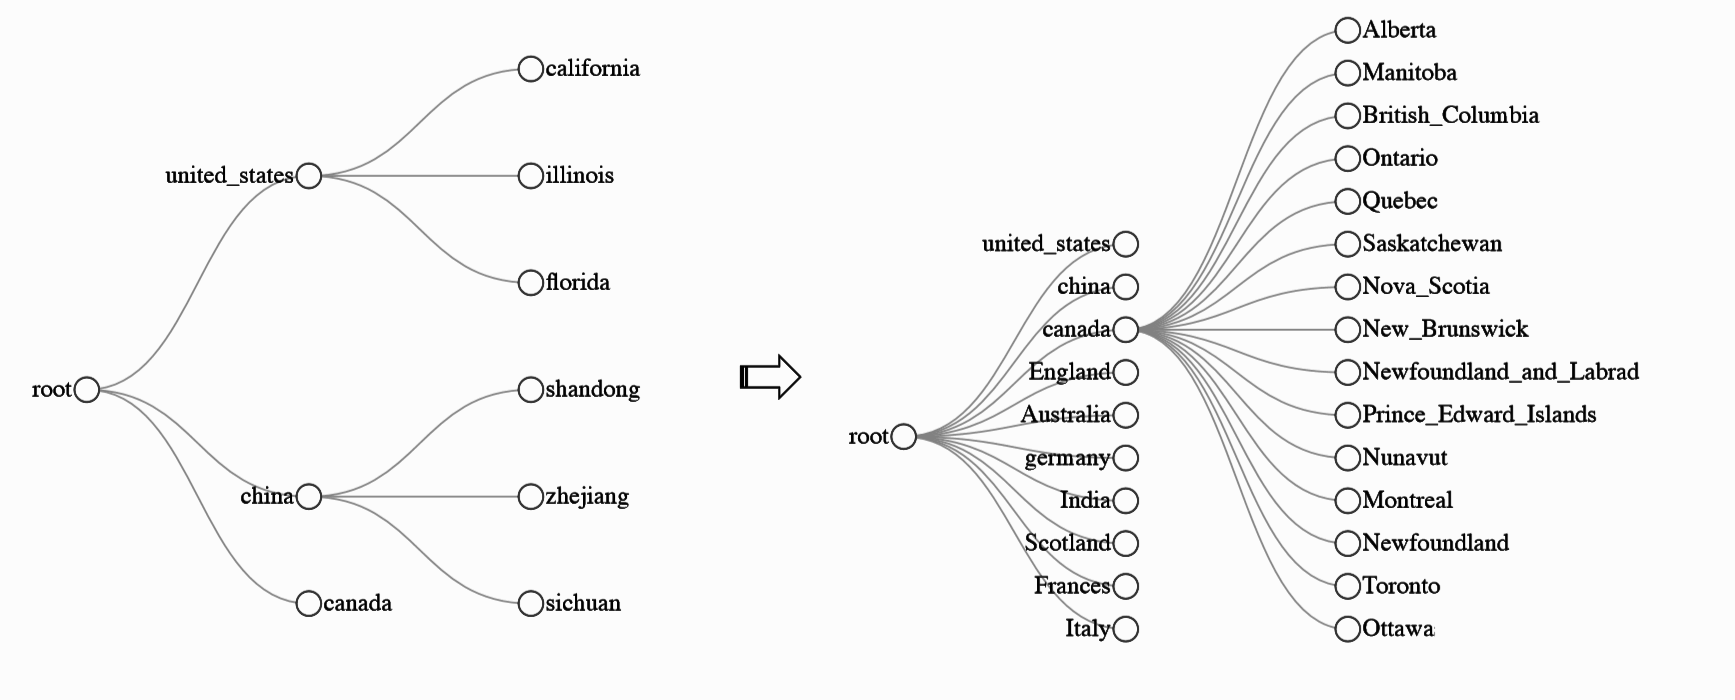 california
united_states
illinois
florida
root
shandong
china
zhejiang
canada
sichuan
Alberta
Manitoba
British_Columbia
Ontario
Quebec
united_states
Saskatchewan
china
Nova_Scotia
canada
New_Brunswick
England
Newfoundland_and_Labrad
Australia
Prince_Edward_Islands
root
germany
Nunavut
India
Montreal
Scotland
Newfoundland
Frances
Toronto
Italy
Ottawa